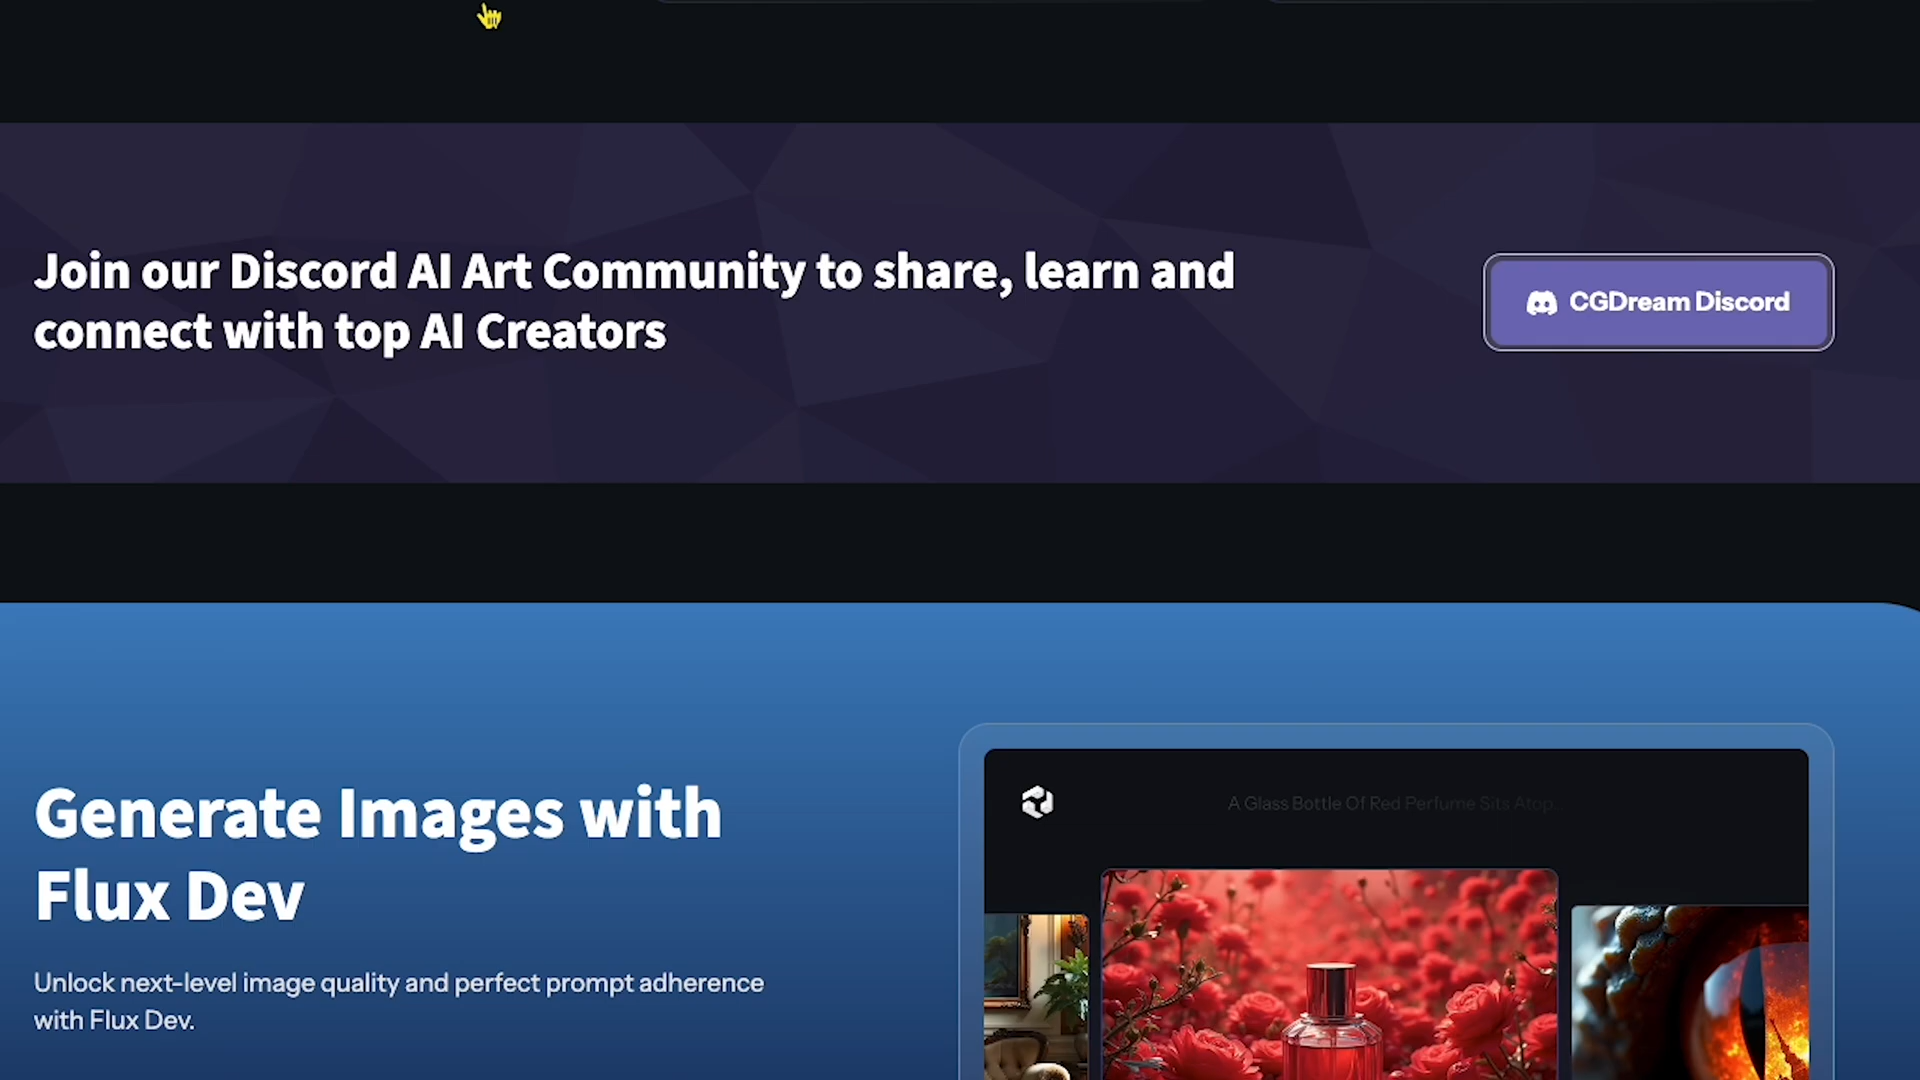 Join our Discord AI Art Community to share, learn and
connect with top AI Creators
CGDream Discord
Generate Images with
Flux Dev
Unlock next-level image quality and perfect prompt adherence
with Flux Dev.
A Glass Bottle Of Red Perfume Sits Atop...